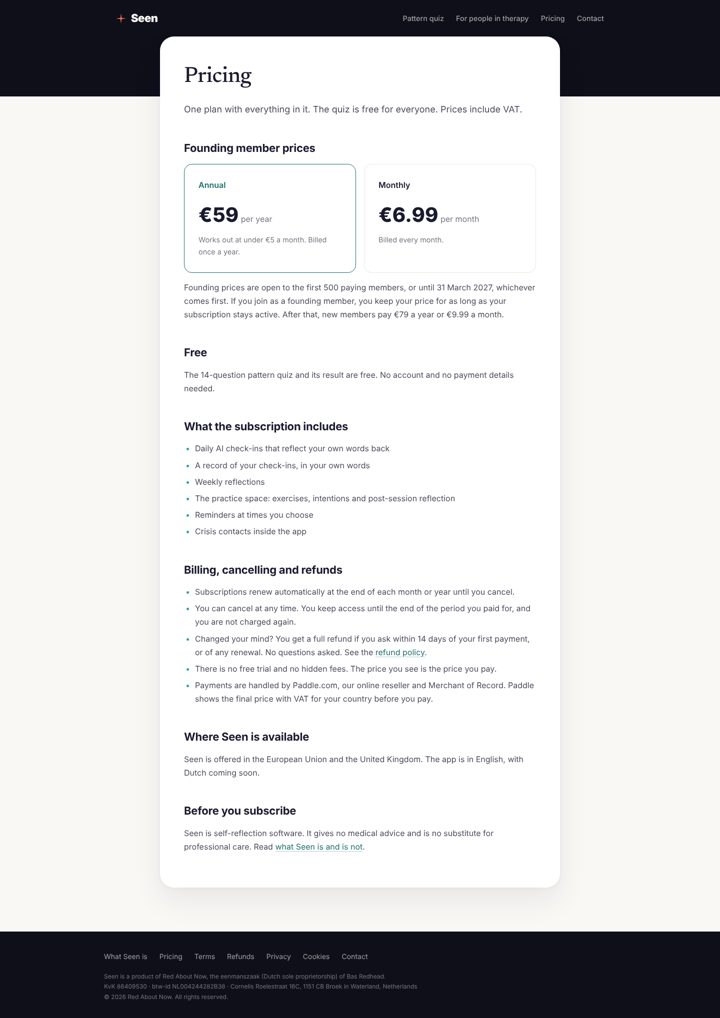 Seen
Pattern quiz For people in therapy Pricing Contact
Pricing
One plan with everything in it. The quiz is free for everyone. Prices include VAT.
Founding member prices
Annual
€59 per year
Works out at under €5 a month. Billed
once a year.
Monthly
€6.99 per month
Billed every month.
Founding prices are open to the first 500 paying members, or until 31 March 2027, whichever
comes first. If you join as a founding member, you keep your price for as long as your
subscription stays active. After that, new members pay €79 a year or €9.99 a month.
Free
The 14-question pattern quiz and its result are free. No account and no payment details
needed.
What the subscription includes
• Daily AI check-ins that reflect your own words back
• A record of your check-ins, in your own words
• Weekly reflections
• The practice space: exercises, intentions and post-session reflection
• Reminders at times you choose
• Crisis contacts inside the app
Billing, cancelling and refunds
• Subscriptions renew automatically at the end of each month or year until you cancel.
• You can cancel at any time. You keep access until the end of the period you paid for, and
you are not charged again.
• Changed your mind? You get a full refund if you ask within 14 days of your first payment,
or of any renewal. No questions asked. See the refund policy.
• There is no free trial and no hidden fees. The price you see is the price you pay.
• Payments are handled by Paddle.com, our online reseller and Merchant of Record. Paddle
shows the final price with VAT for your country before you pay.
Where Seen is available
Seen is offered in the European Union and the United Kingdom. The app is in English, with
Dutch coming soon.
Before you subscribe
Seen is self-reflection software. It gives no medical advice and is no substitute for
professional care. Read what Seen is and is not.
What Seen is Pricing Terms Refunds Privacy Cookies Contact
Seen is a product of Red About Now, the eenmanszaak (Dutch sole proprietorship) of Bas Redhead.
KvK 88409530 · btw-id NL004244282B38 · Cornelis Roelestraat 16C, 1151 CB Broek in Waterland, Netherlands
© 2026 Red About Now. All rights reserved.